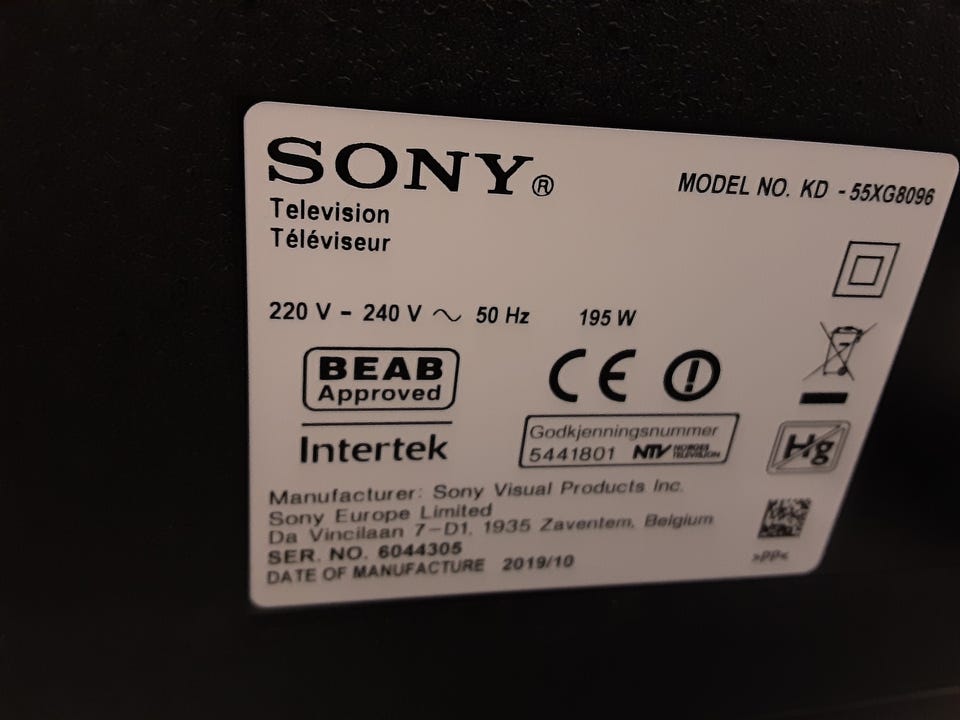 SONY®
MODEL NO. KD - 55XG8096
Television
Téléviseur
220 V - 240 V ~ 50 Hz 195 W
BEAB
Approved
Intertek
CE
Godkjenningsnummer
5441801 NTV NORGES TELEVISJON
Hg
Manufacturer: Sony Visual Products Inc.
Sony Europe Limited
Da Vincilaan 7-D1, 1935 Zaventem, Belgium
SER. NO. 6044305
DATE OF MANUFACTURE 2019/10
>PP<